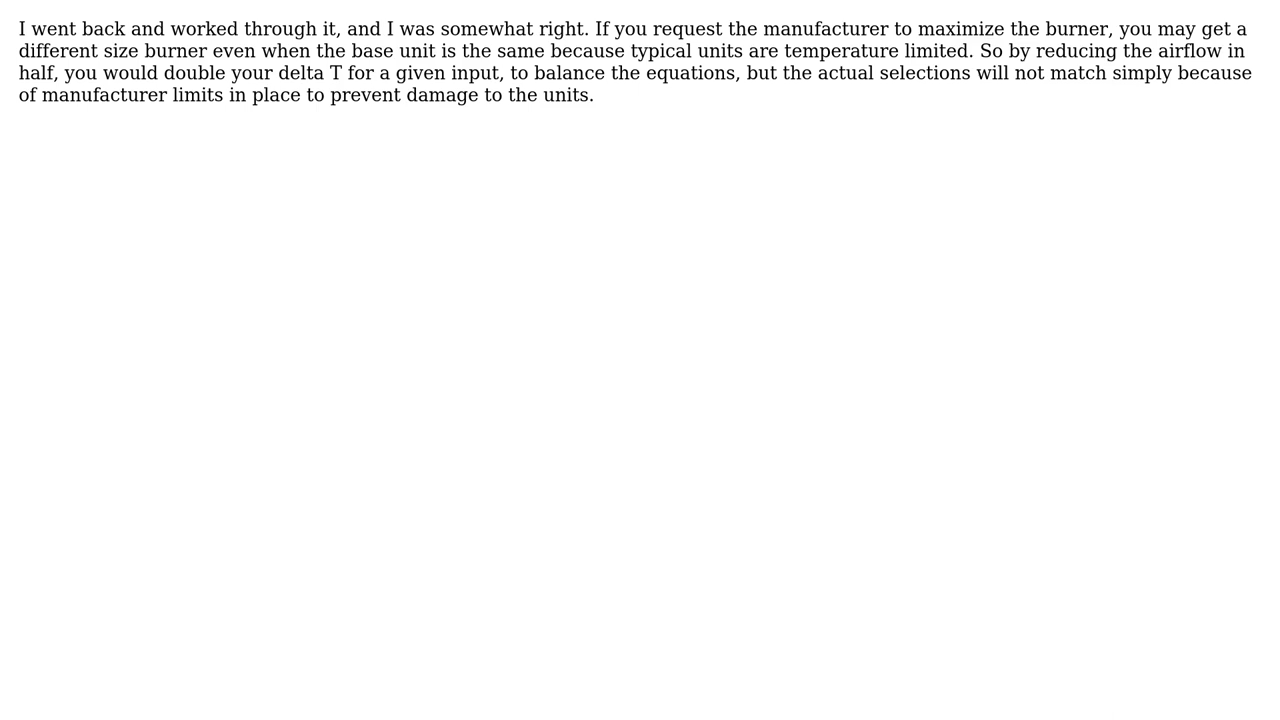 I went back and worked through it, and I was somewhat right. If you request the manufacturer to maximize the burner, you may get a
different size burner even when the base unit is the same because typical units are temperature limited. So by reducing the airflow in
half, you would double your delta T for a given input, to balance the equations, but the actual selections will not match simply because
of manufacturer limits in place to prevent damage to the units.